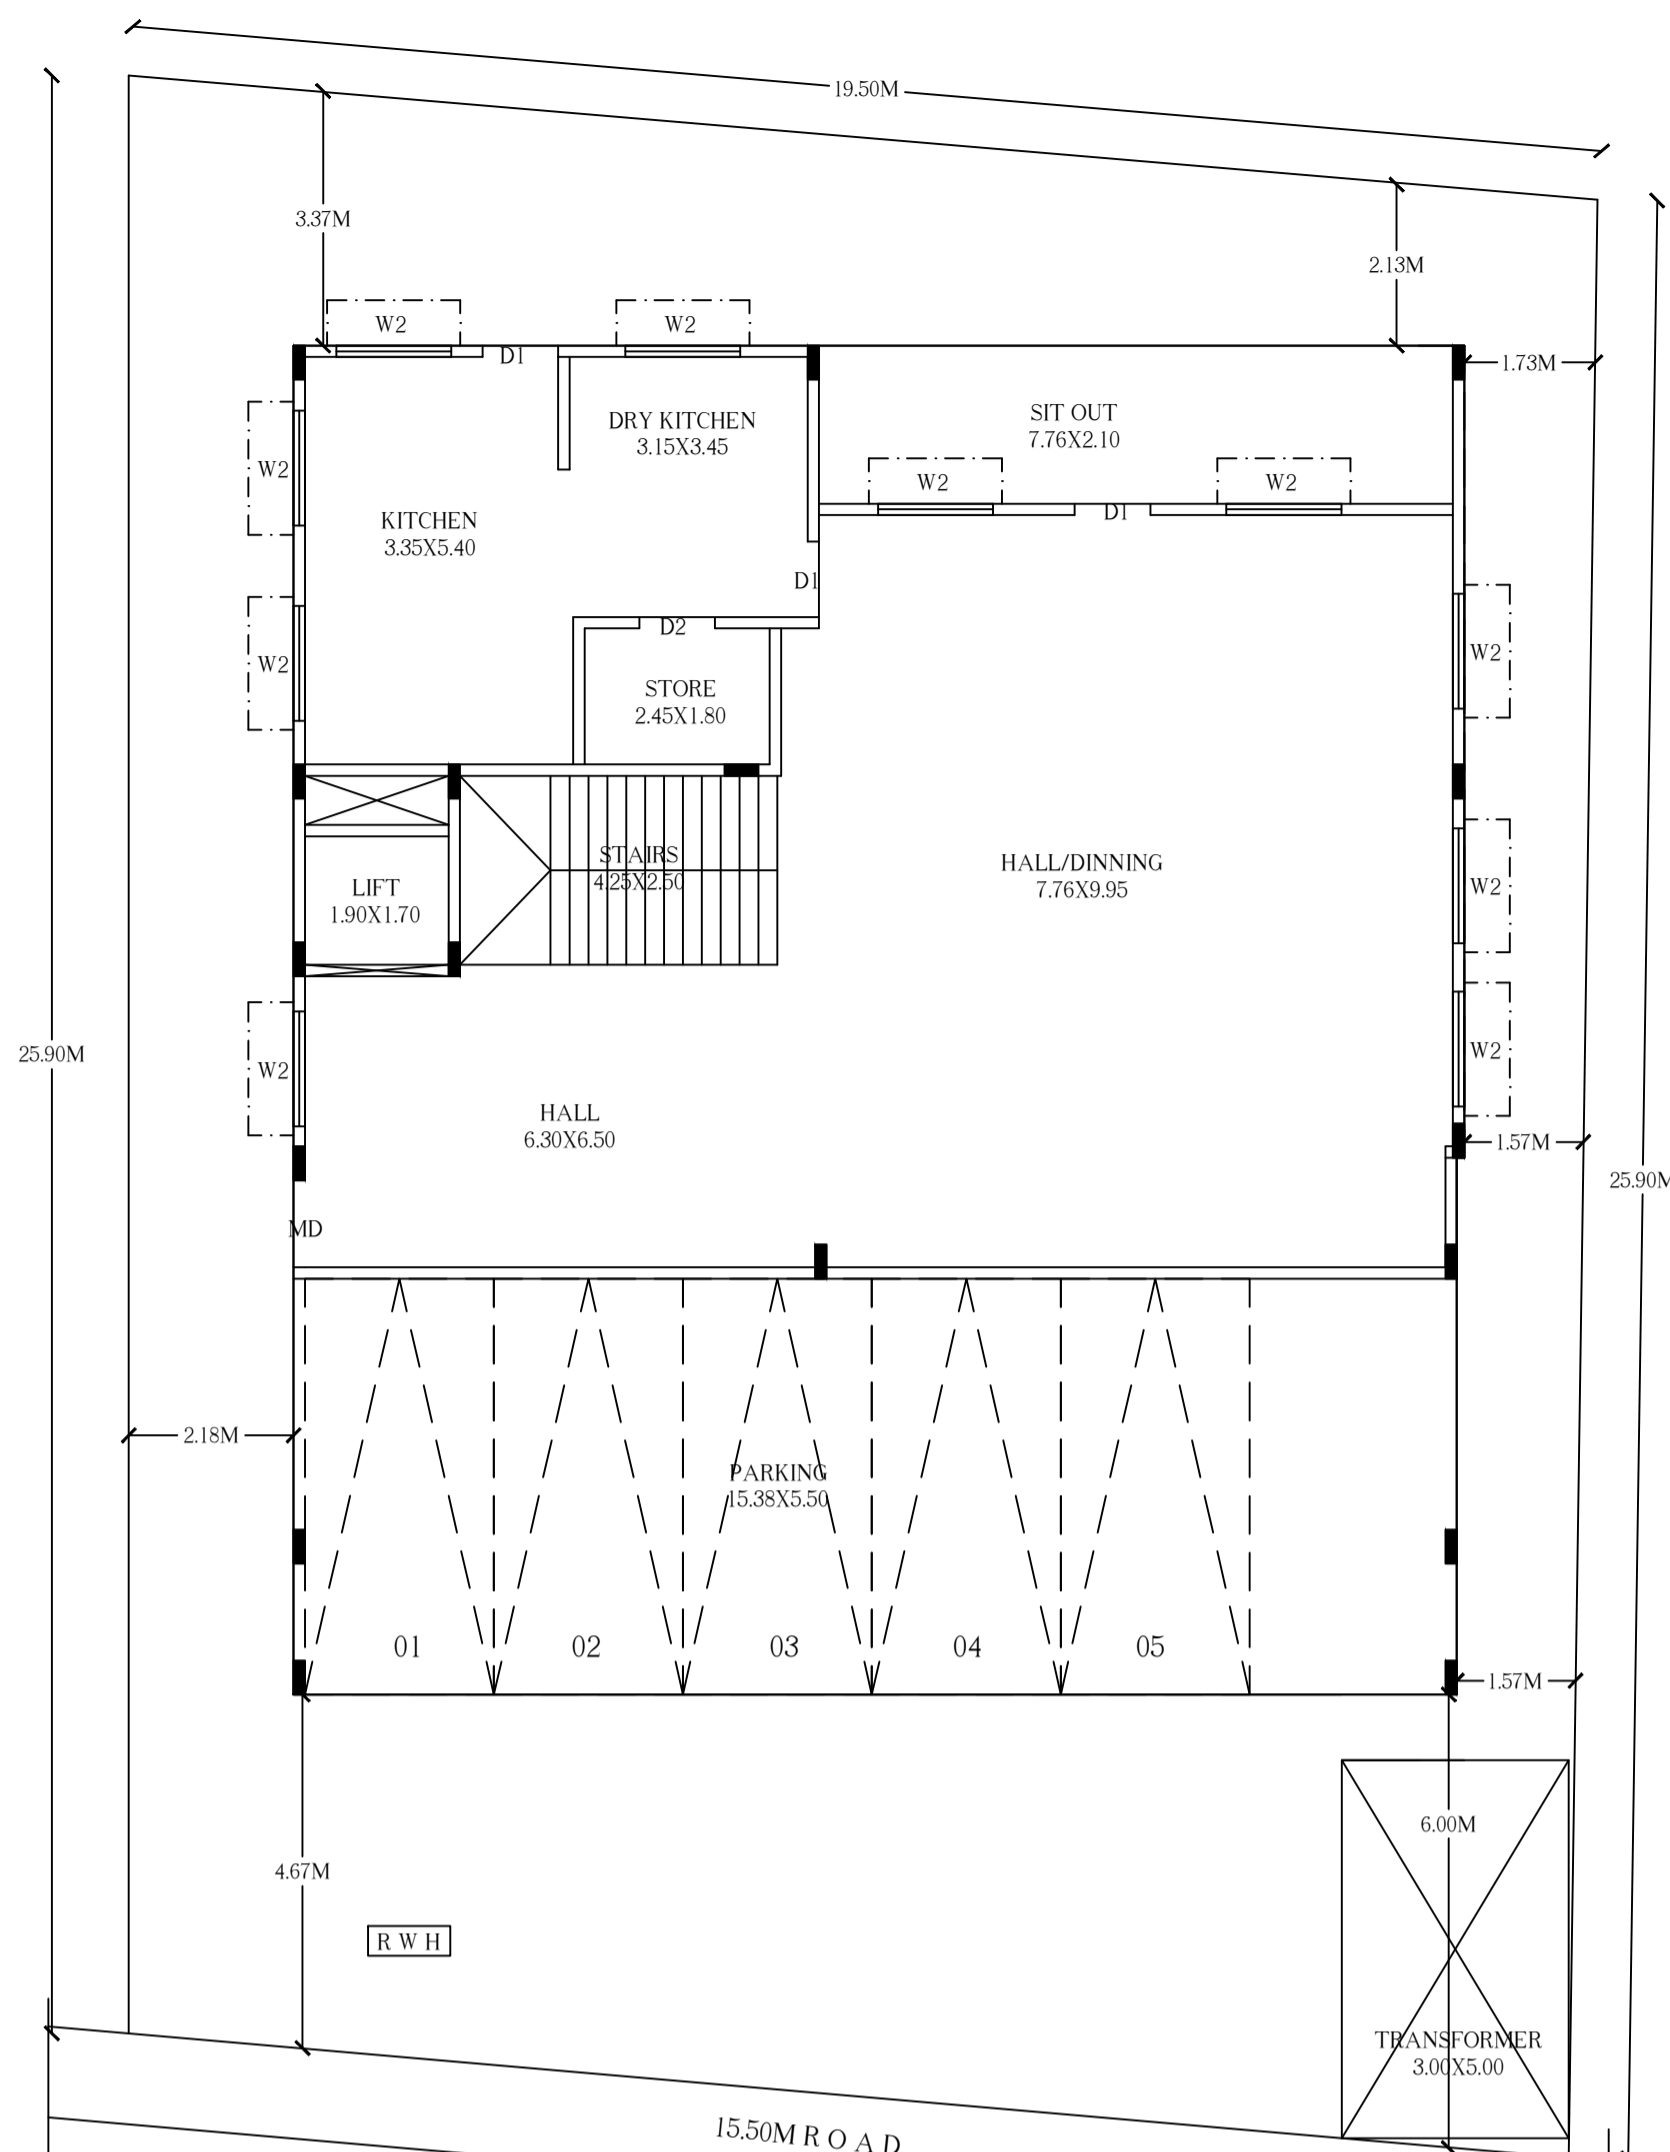 19.50M
3.37M
2.13M
W2
W2
D1
1.73M
DRY KITCHEN
3.15X3.45
SIT OUT
7.76X2.10
W2
W2
W2
D1
KITCHEN
3.35X5.40
D1
D2
W2
W2
STORE
2.45X1.80
STAIRS
4.25X2.50
HALL/DINNING
7.76X9.95
LIFT
1.90X1.70
W2
25.90M
W2
W2
HALL
6.30X6.50
1.57M
25.90M
MD
2.18M
PARKING
15.38X5.50
01
02
03
04
05
1.57M
6.00M
4.67M
R W H
TRANSFORMER
3.00X5.00
15.50M R O A D